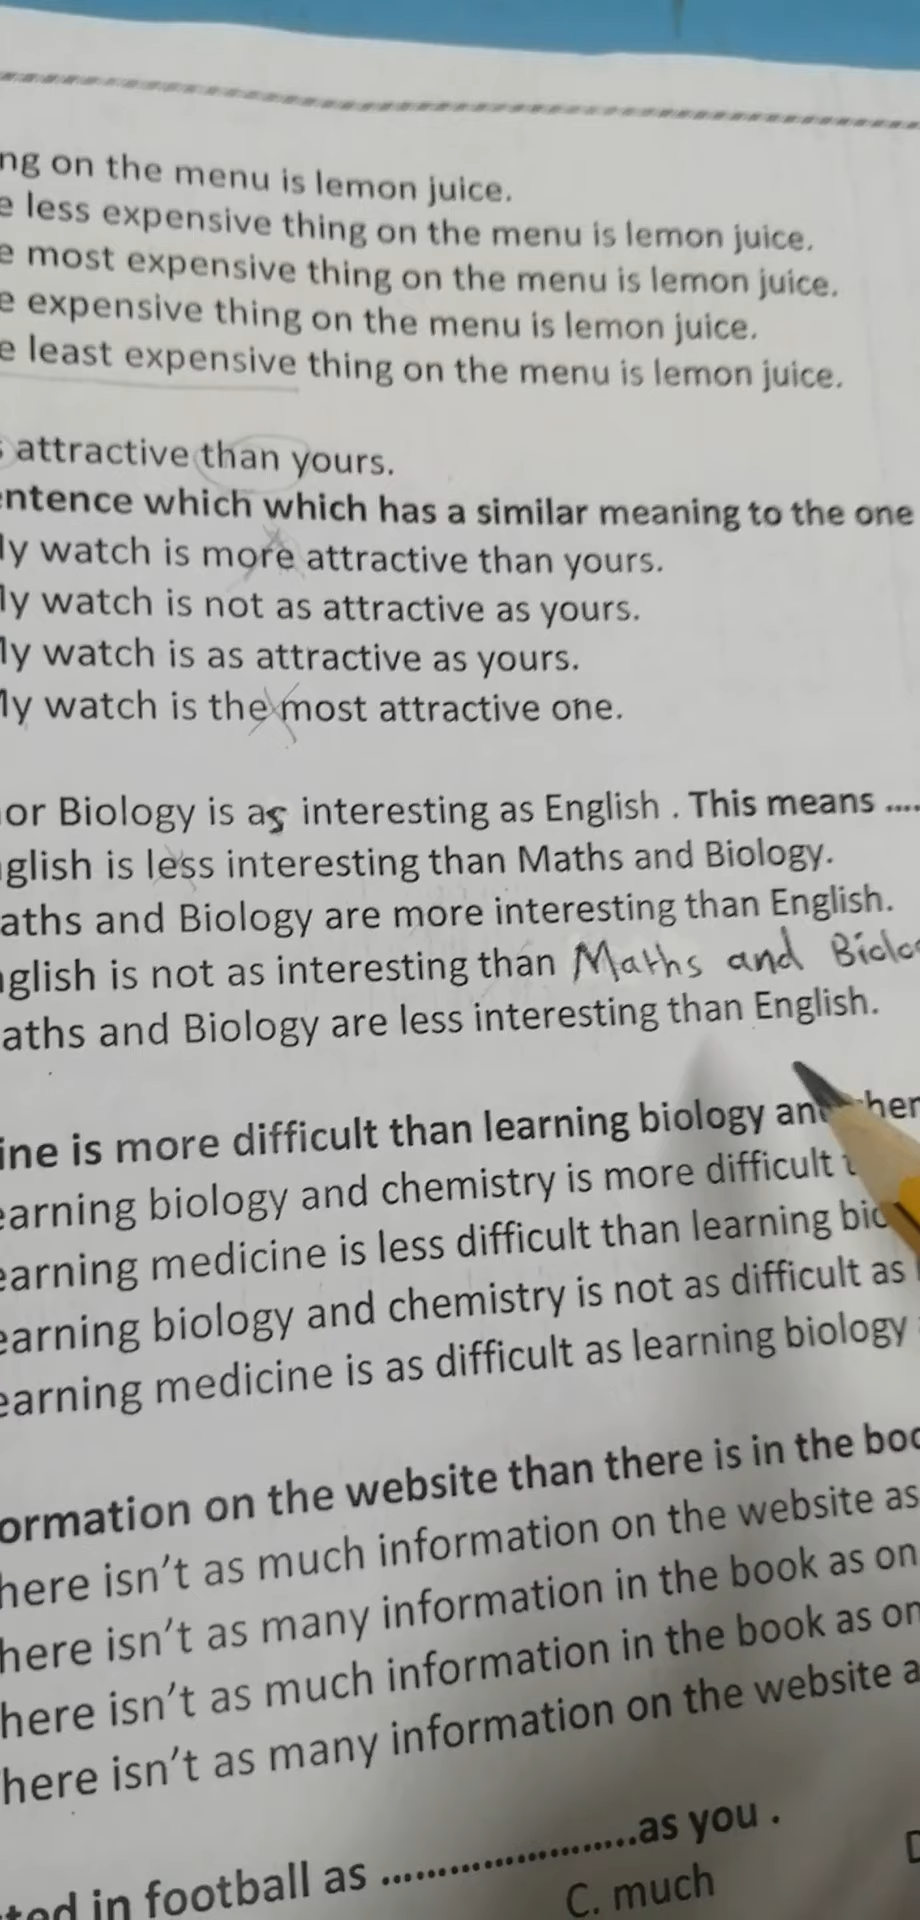 ng on the menu is lemon juice.
e less expensive thing on the menu is lemon juice.
e most expensive thing on the menu is lemon juice.
e expensive thing on the menu is lemon juice.
e least expensive thing on the menu is lemon juice.
s attractive than yours.
entence which which has a similar meaning to the one
ly watch is more attractive than yours.
ly watch is not as attractive as yours.
ly watch is as attractive as yours.
ly watch is the most attractive one.
or Biology is as interesting as English . This means ....
glish is less interesting than Maths and Biology.
aths and Biology are more interesting than English.
glish is not as interesting than Maths and Biolo
aths and Biology are less interesting than English.
ine is more difficult than learning biology and
earning biology and chemistry is more difficult
earning medicine is less difficult than learning bio
earning biology and chemistry is not as difficult as
earning medicine is as difficult as learning biology
ormation on the website than there is in the boo
here isn't as much information on the website as
here isn't as many information in the book as on
here isn't as much information in the book as on
here isn't as many information on the website a
ted in football as ........................as you .
C. much